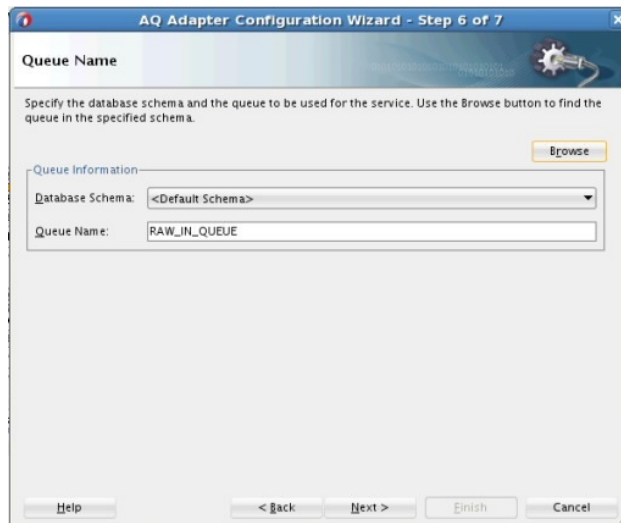 AQ Adapter Configuration Wizard - Step 6 of 7
Queue Name
Specify the database schema and the queue to be used for the service. Use the Browse button to find the
queue in the specified schema.
Browse
Queue Information
Database Schema: <Default Schema>
Queue Name: RAW_IN_QUEUE
Help < Back Next > Finish Cancel